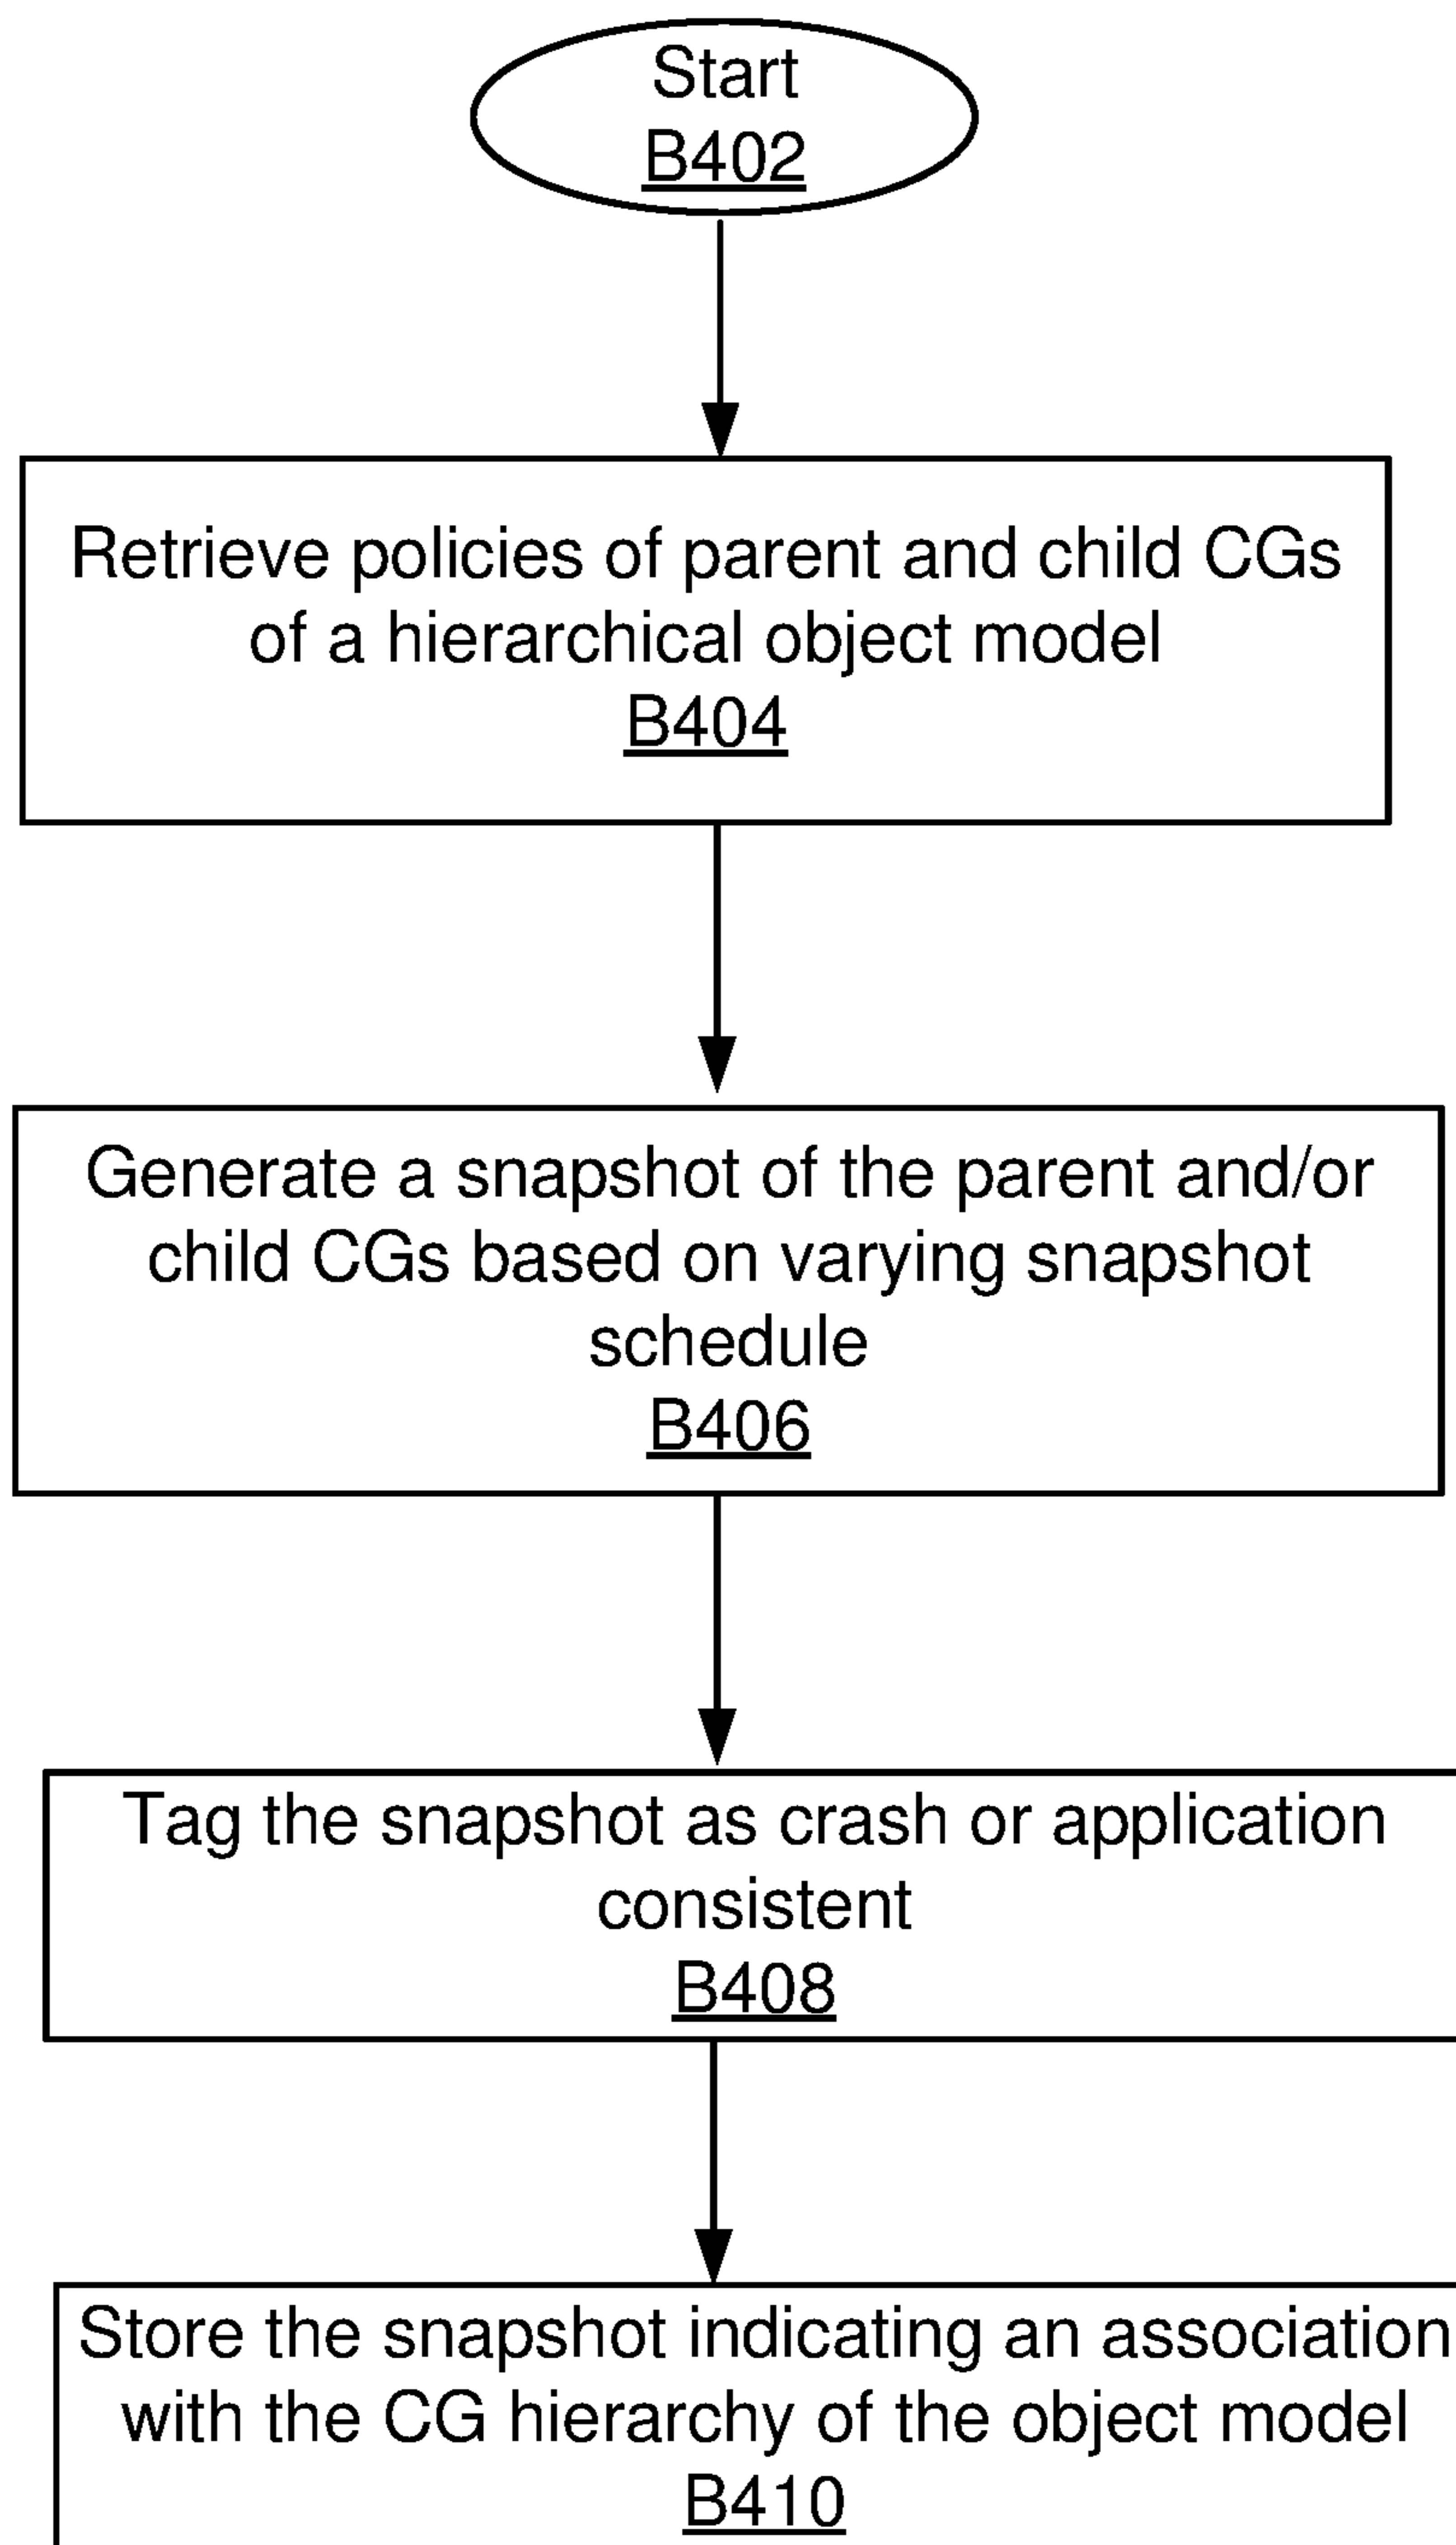 Start
B402
Retrieve policies of parent and child CGs
of a hierarchical object model
B404
Generate a snapshot of the parent and/or
child CGs based on varying snapshot
schedule
B406
Tag the snapshot as crash or application
consistent
B408
Store the snapshot indicating an association
with the CG hierarchy of the object model
B410